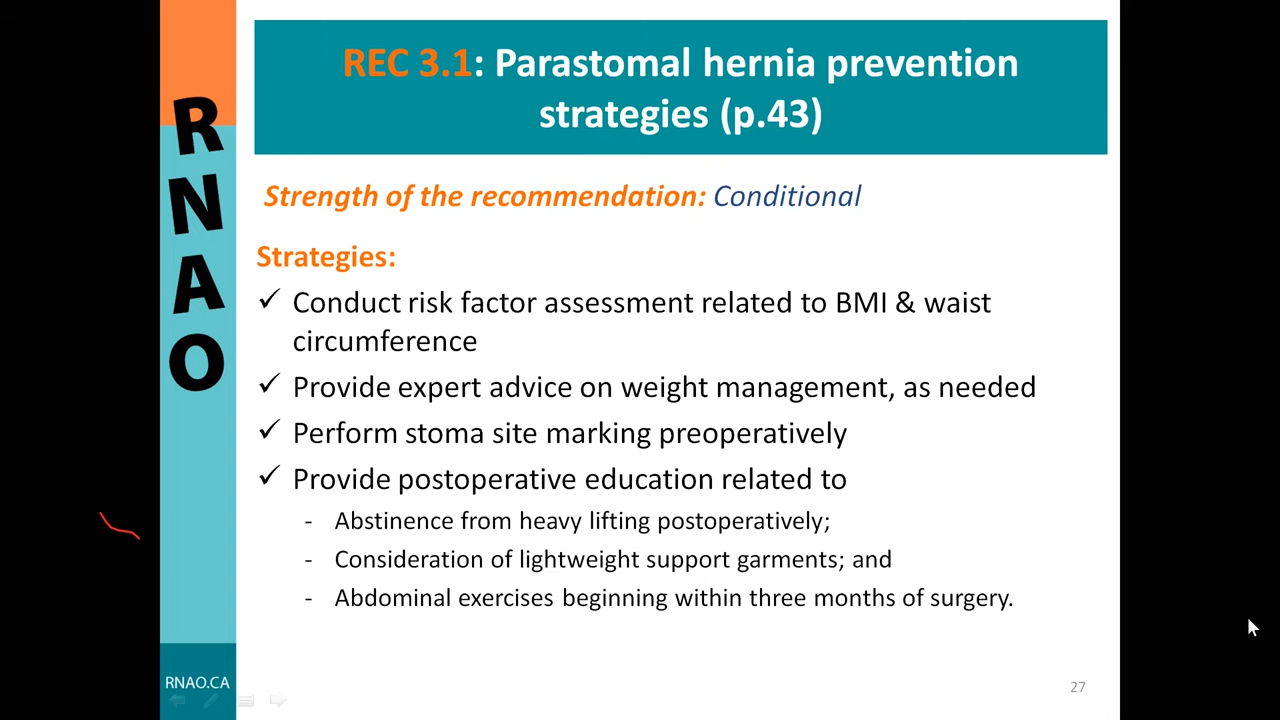 REC 3.1: Parastomal hernia prevention
strategies (p.43)
RNAO
Strength of the recommendation: Conditional
Strategies:
✓ Conduct risk factor assessment related to BMI & waist
circumference
✓ Provide expert advice on weight management, as needed
✓ Perform stoma site marking preoperatively
✓ Provide postoperative education related to
- Abstinence from heavy lifting postoperatively;
- Consideration of lightweight support garments; and
- Abdominal exercises beginning within three months of surgery.
RNAO.CA
27